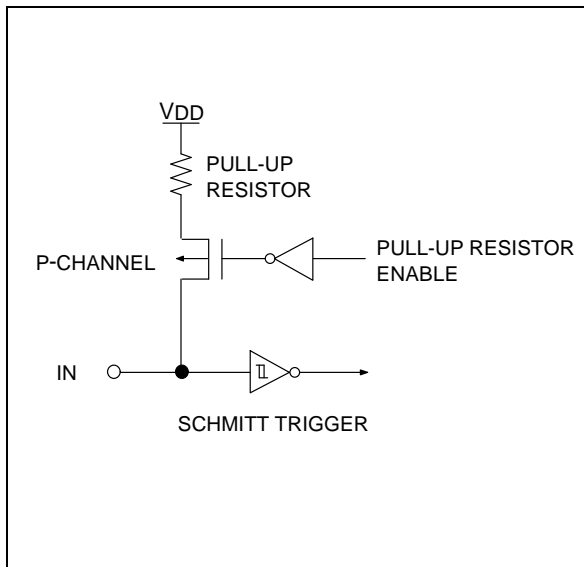 VDD
PULL-UP
RESISTOR
P-CHANNEL
PULL-UP RESISTOR
ENABLE
IN
SCHMITT TRIGGER